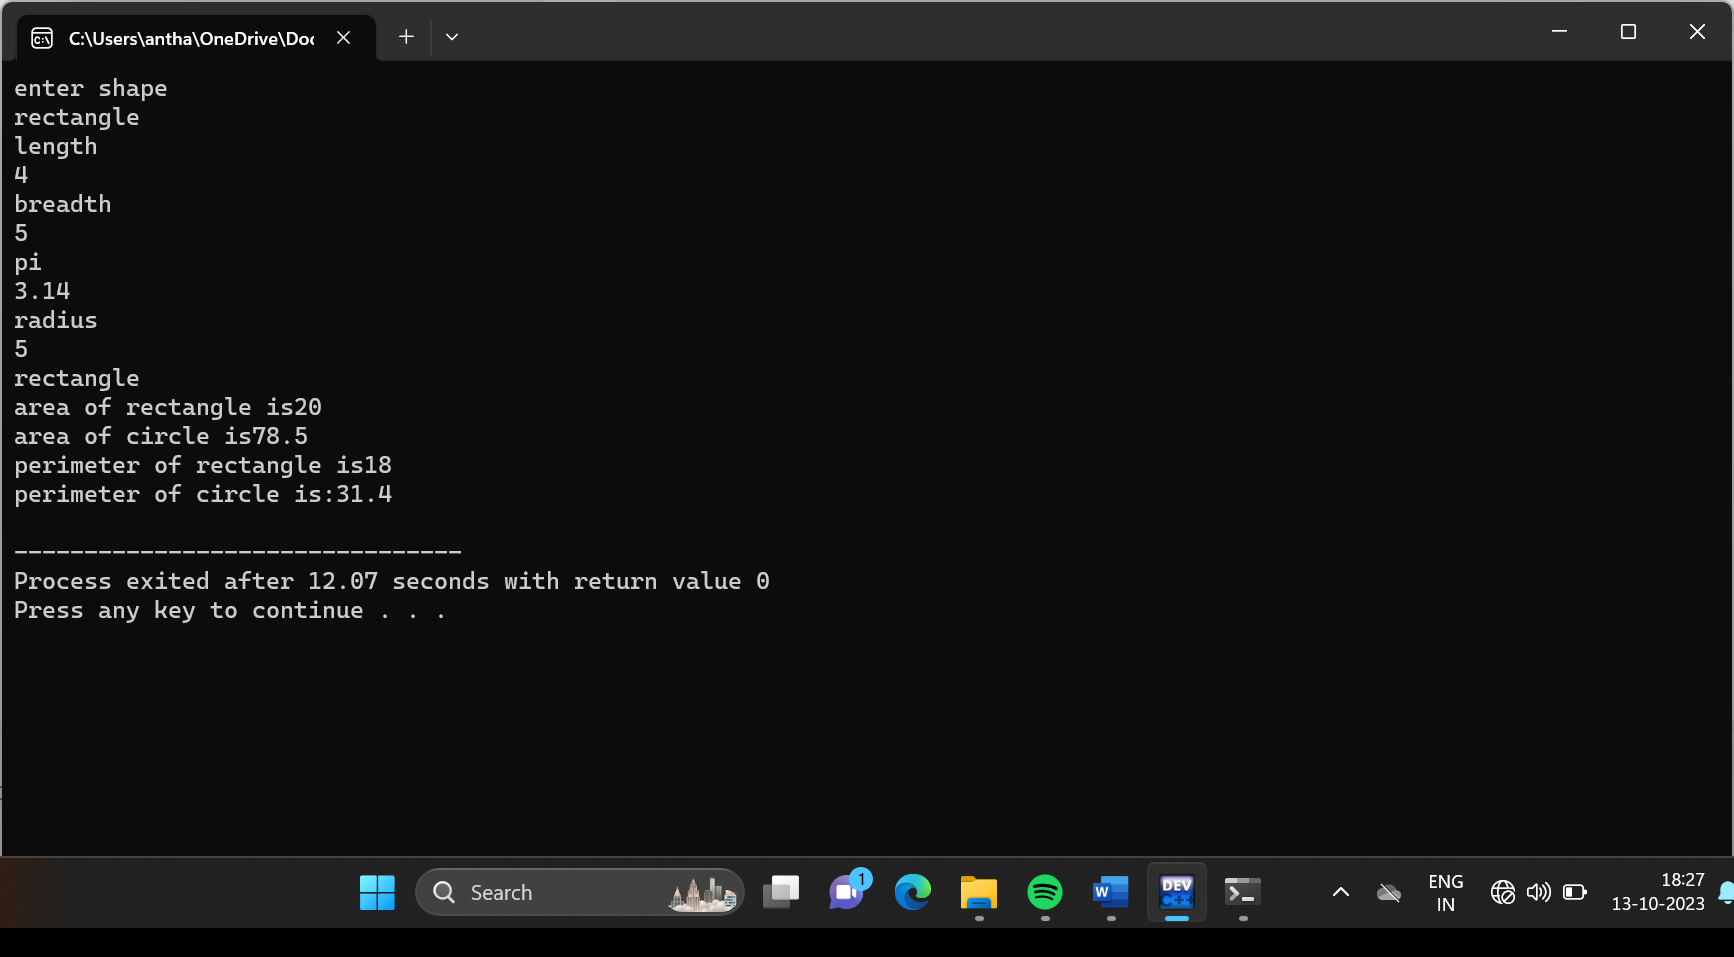 C:\Users\antha\OneDrive\Doc
enter shape
rectangle
length
4
breadth
5
pi
3.14
radius
5
rectangle
area of rectangle is20
area of circle is78.5
perimeter of rectangle is18
perimeter of circle is:31.4
--------------------------------
Process exited after 12.07 seconds with return value 0
Press any key to continue . . .
Search
1
W
DEV
C++
ENG
IN
18:27
13-10-2023